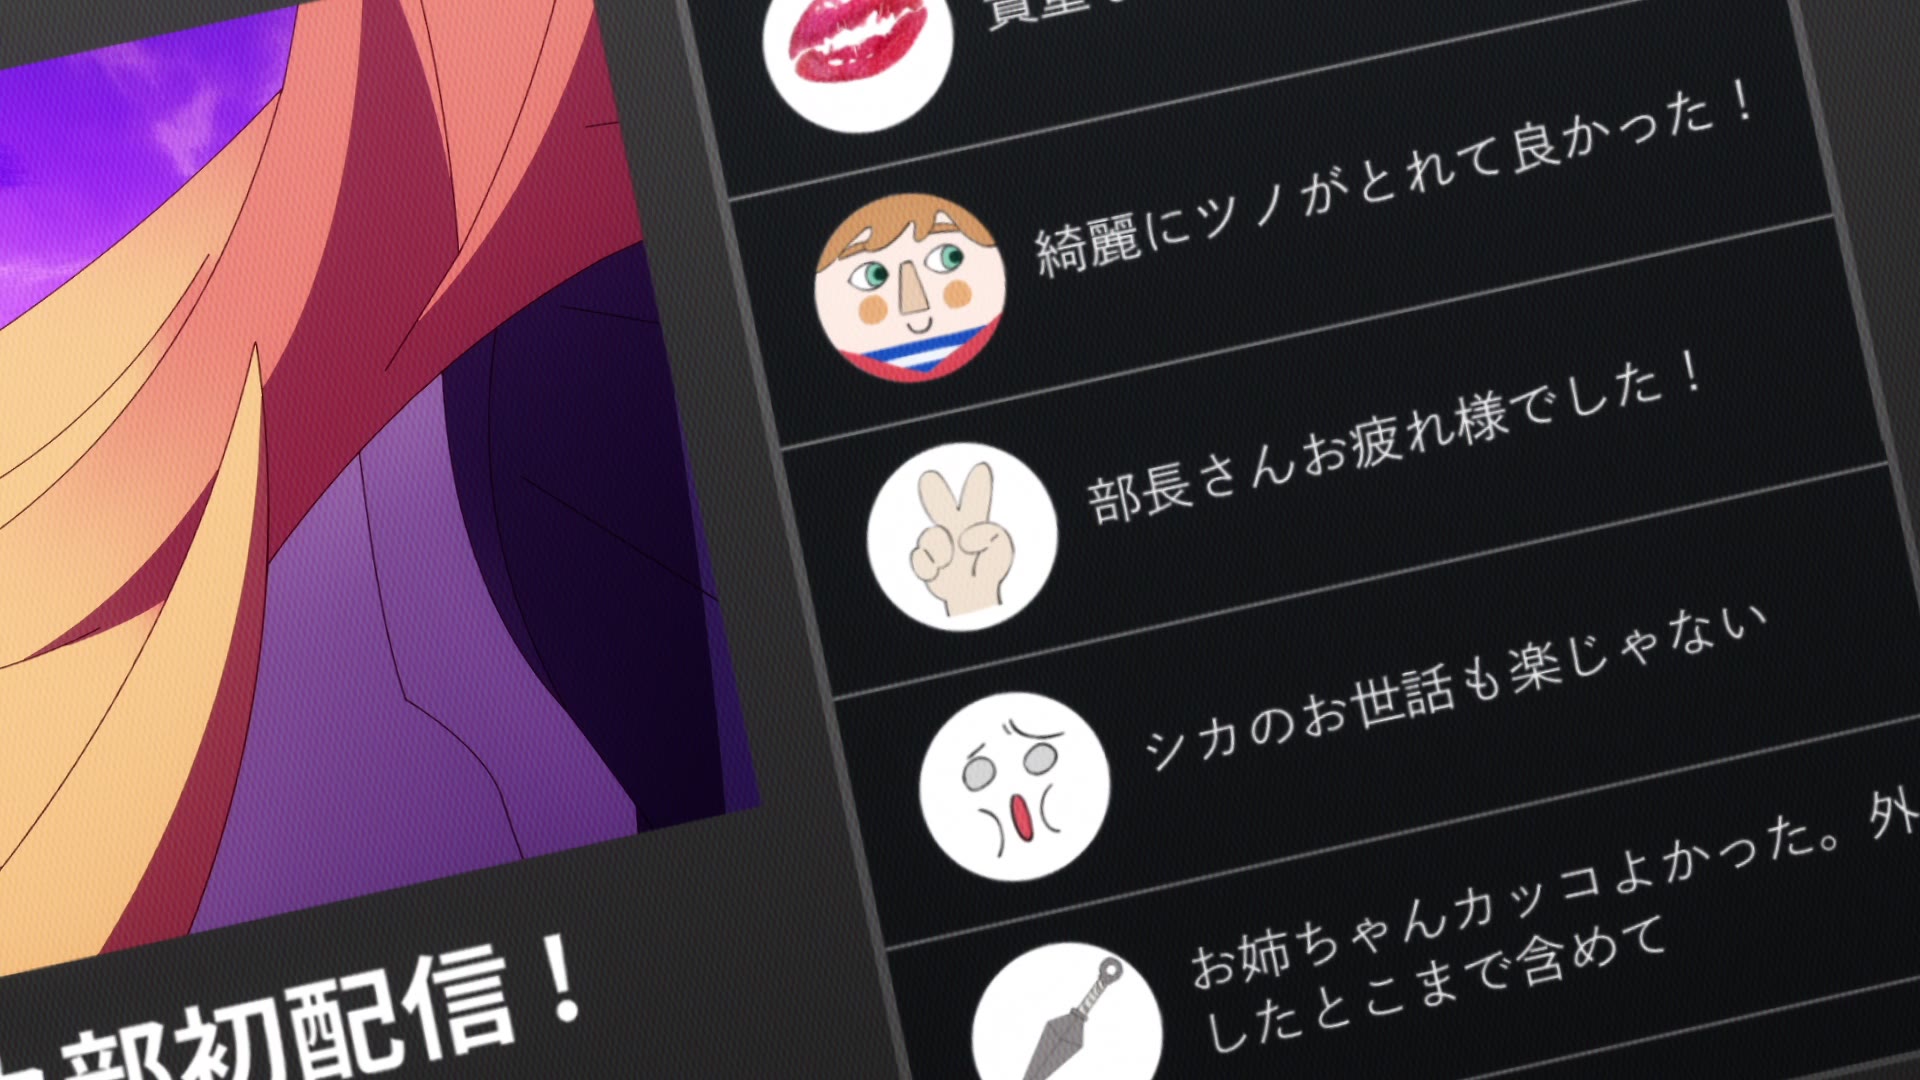 綺麗にツノがとれて良かった！
部長さんお疲れ様でした！
シカのお世話も楽じゃない
お姉ちゃんカッコよかった。外
したとこまで含めて
部初配信！